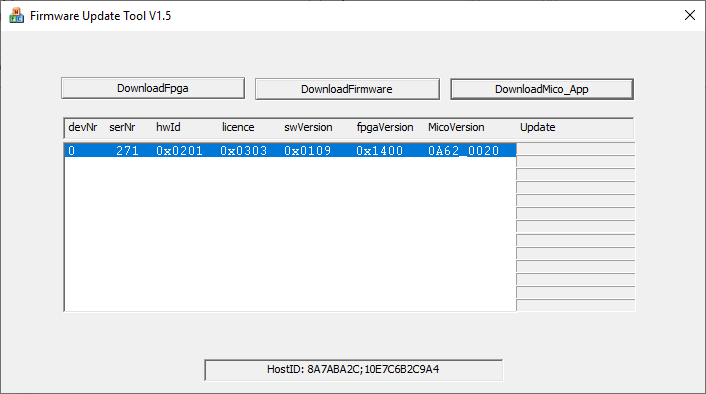 Firmware Update Tool V1.5
DownloadFpga DownloadFirmware DownloadMico_App
devNr serNr hwId licence swVersion fpgaVersion MicoVersion Update
0 271 0x0201 0x0303 0x0109 0x1400 0A62_0020
HostID: 8A7ABA2C;10E7C6B2C9A4